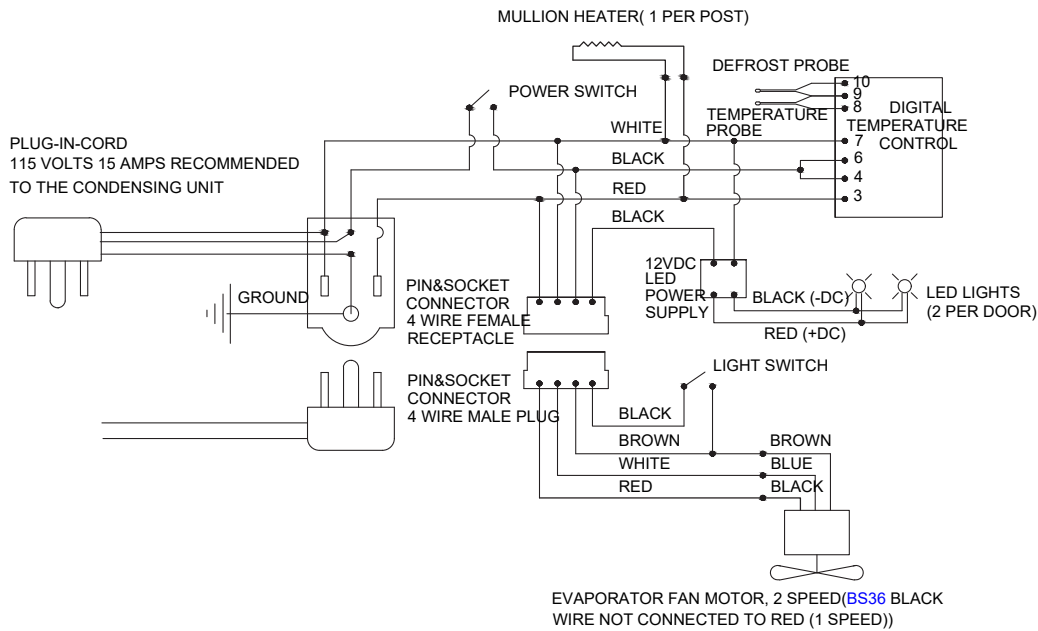 MULLION HEATER( 1 PER POST)
DEFROST PROBE
10
9
8
POWER SWITCH
TEMPERATURE
PROBE
DIGITAL
TEMPERATURE
CONTROL
WHITE
7
PLUG-IN-CORD
115 VOLTS 15 AMPS RECOMMENDED
TO THE CONDENSING UNIT
BLACK
6
4
RED
3
BLACK
12VDC
LED
POWER
SUPPLY
BLACK (-DC)
RED (+DC)
LED LIGHTS
(2 PER DOOR)
GROUND
PIN&SOCKET
CONNECTOR
4 WIRE FEMALE
RECEPTACLE
PIN&SOCKET
CONNECTOR
4 WIRE MALE PLUG
LIGHT SWITCH
BLACK
BROWN
BROWN
WHITE
BLUE
RED
BLACK
EVAPORATOR FAN MOTOR, 2 SPEED(BS36 BLACK
WIRE NOT CONNECTED TO RED (1 SPEED))